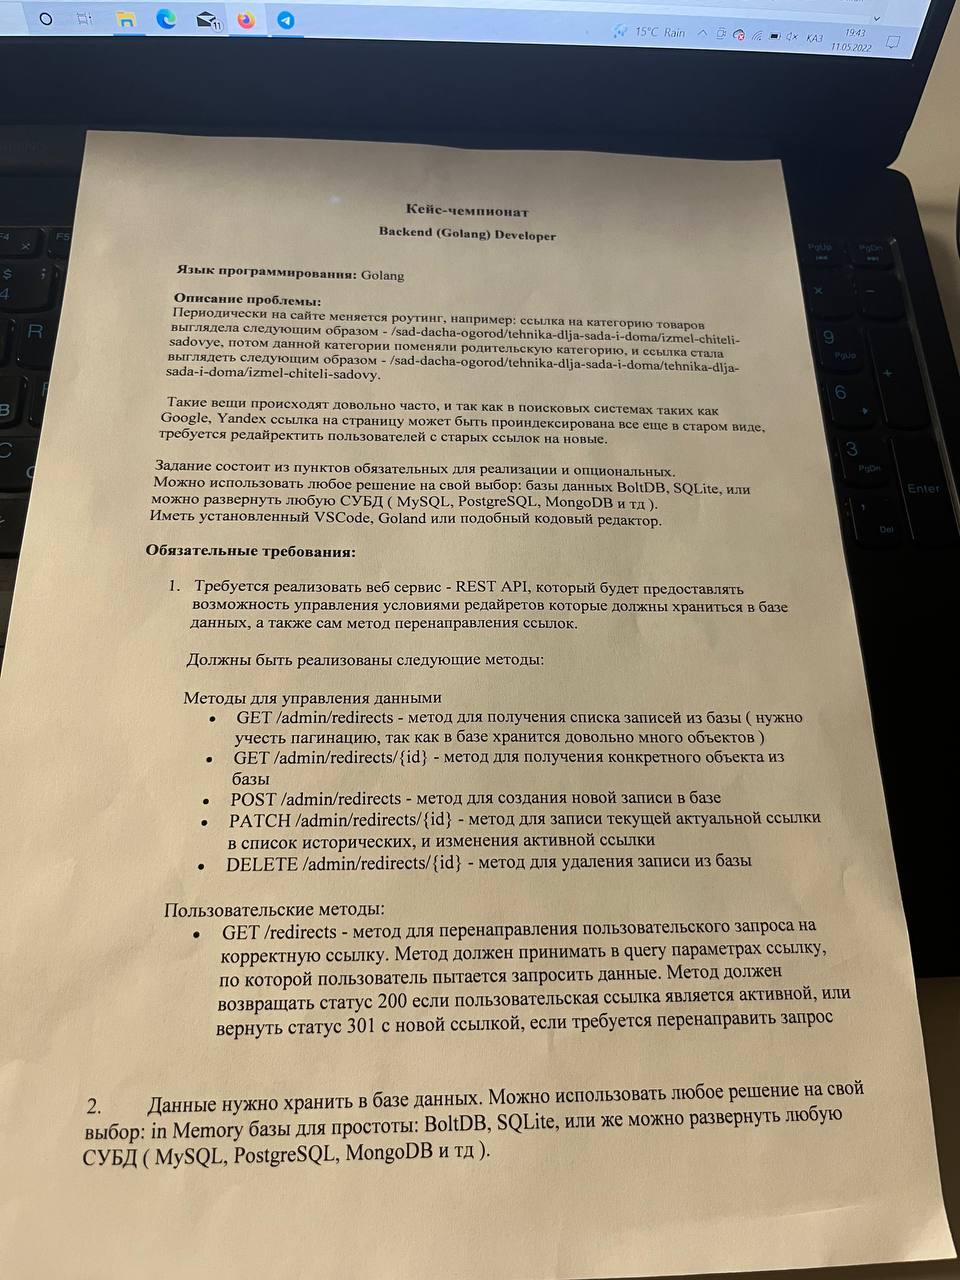 11
15°C Rain
ҚАЗ
19:43
11.05.2022
Кейс-чемпионат
Backend (Golang) Developer
Язык программирования: Golang
Описание проблемы:
Периодически на сайте меняется роутинг, например: ссылка на категорию товаров
выглядела следующим образом - /sad-dacha-ogorod/tehnika-dlja-sada-i-doma/izmel-chiteli-
sadovye, потом данной категории поменяли родительскую категорию, и ссылка стала
выглядеть следующим образом - /sad-dacha-ogorod/tehnika-dlja-sada-i-doma/tehnika-dlja-
sada-i-doma/izmel-chiteli-sadovy.
Такие вещи происходят довольно часто, и так как в поисковых системах таких как
Google, Yandex ссылка на страницу может быть проиндексирована все еще в старом виде,
требуется редайректить пользователей с старых ссылок на новые.
Задание состоит из пунктов обязательных для реализации и опциональных.
Можно использовать любое решение на свой выбор: базы данных BoltDB, SQLite, или
можно развернуть любую СУБД ( MySQL, PostgreSQL, MongoDB и тд ).
Иметь установленный VSCode, Goland или подобный кодовый редактор.
Обязательные требования:
1. Требуется реализовать веб сервис - REST API, который будет предоставлять
возможность управления условиями редайретов которые должны храниться в базе
данных, а также сам метод перенаправления ссылок.
Должны быть реализованы следующие методы:
Методы для управления данными
• GET /admin/redirects - метод для получения списка записей из базы ( нужно
учесть пагинацию, так как в базе хранится довольно много объектов )
• GET /admin/redirects/{id} - метод для получения конкретного объекта из
базы
• POST /admin/redirects - метод для создания новой записи в базе
• PATCH /admin/redirects/{id} - метод для записи текущей актуальной ссылки
в список исторических, и изменения активной ссылки
• DELETE /admin/redirects/{id} - метод для удаления записи из базы
Пользовательские методы:
• GET /redirects - метод для перенаправления пользовательского запроса на
корректную ссылку. Метод должен принимать в query параметрах ссылку,
по которой пользователь пытается запросить данные. Метод должен
возвращать статус 200 если пользовательская ссылка является активной, или
вернуть статус 301 с новой ссылкой, если требуется перенаправить запрос
2. Данные нужно хранить в базе данных. Можно использовать любое решение на свой
выбор: in Memory базы для простоты: BoltDB, SQLite, или же можно развернуть любую
СУБД ( MySQL, PostgreSQL, MongoDB и тд ).
F4
F5
$
4
;
R
B
C
PgUp
PgDn
9
PgUp
6
+
3
PgDn
Enter
Del